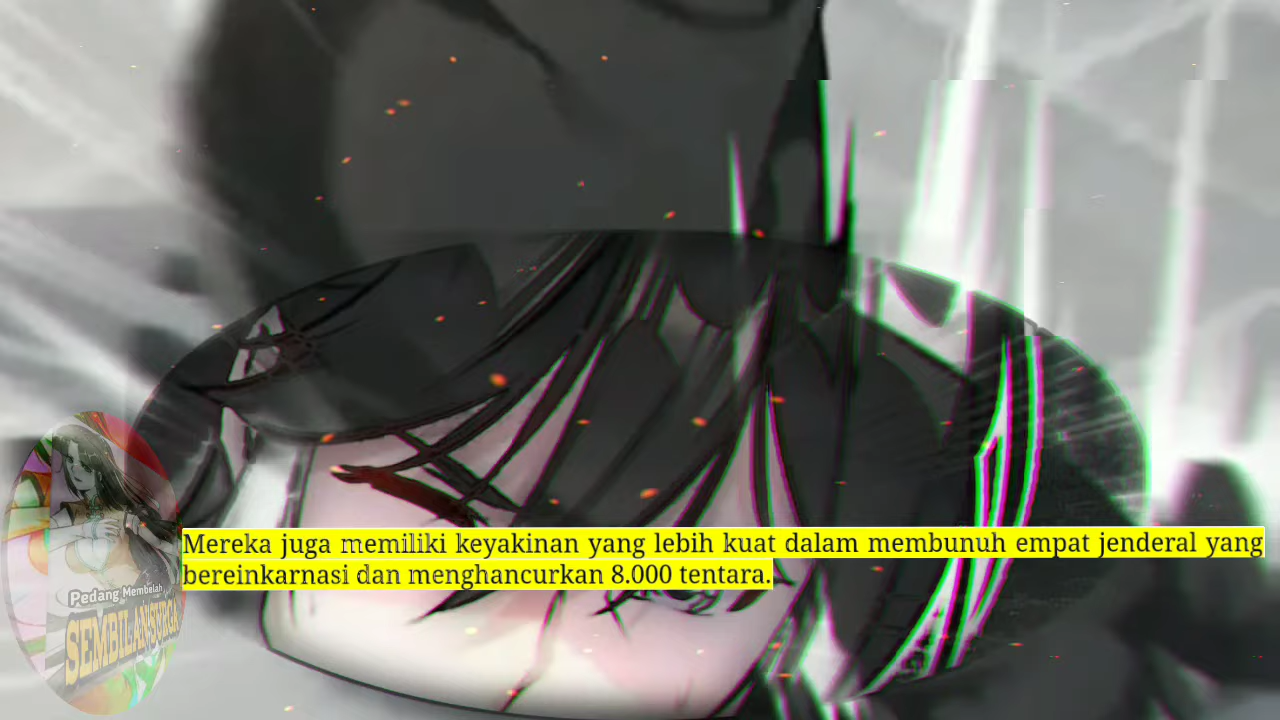 Mereka juga memiliki keyakinan yang lebih kuat dalam membunuh empat jenderal yang
bereinkarnasi dan menghancurkan 8.000 tentara.
Pedang Membelah
SEMBILAN SURGA